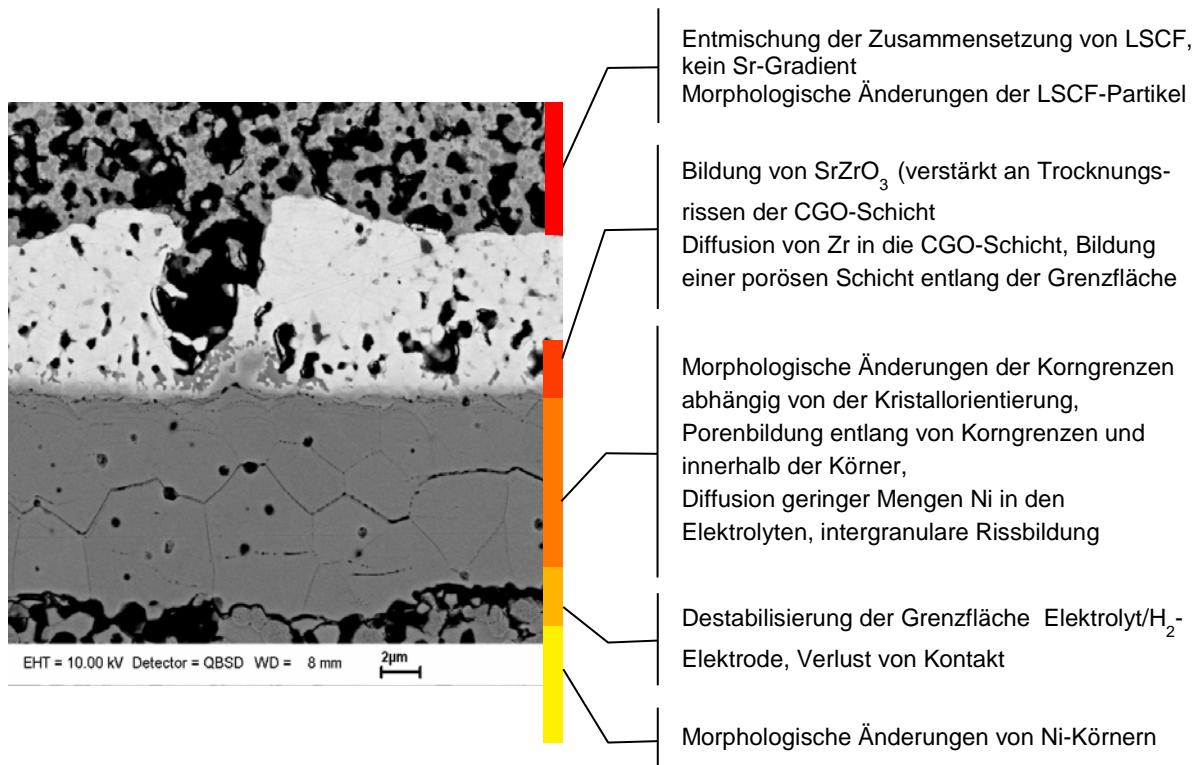 Entmischung der Zusammensetzung von LSCF,
kein Sr-Gradient
Morphologische Änderungen der LSCF-Partikel
Bildung von SrZrO3 (verstärkt an Trocknungs-
rissen der CGO-Schicht
Diffusion von Zr in die CGO-Schicht, Bildung
einer porösen Schicht entlang der Grenzfläche
Morphologische Änderungen der Korngrenzen
abhängig von der Kristallorientierung,
Porenbildung entlang von Korngrenzen und
innerhalb der Körner,
Diffusion geringer Mengen Ni in den
Elektrolyten, intergranulare Rissbildung
Destabilisierung der Grenzfläche Elektrolyt/H2-
Elektrode, Verlust von Kontakt
Morphologische Änderungen von Ni-Körnern
EHT = 10.00 kV Detector = QBSD WD = 8 mm 2µm